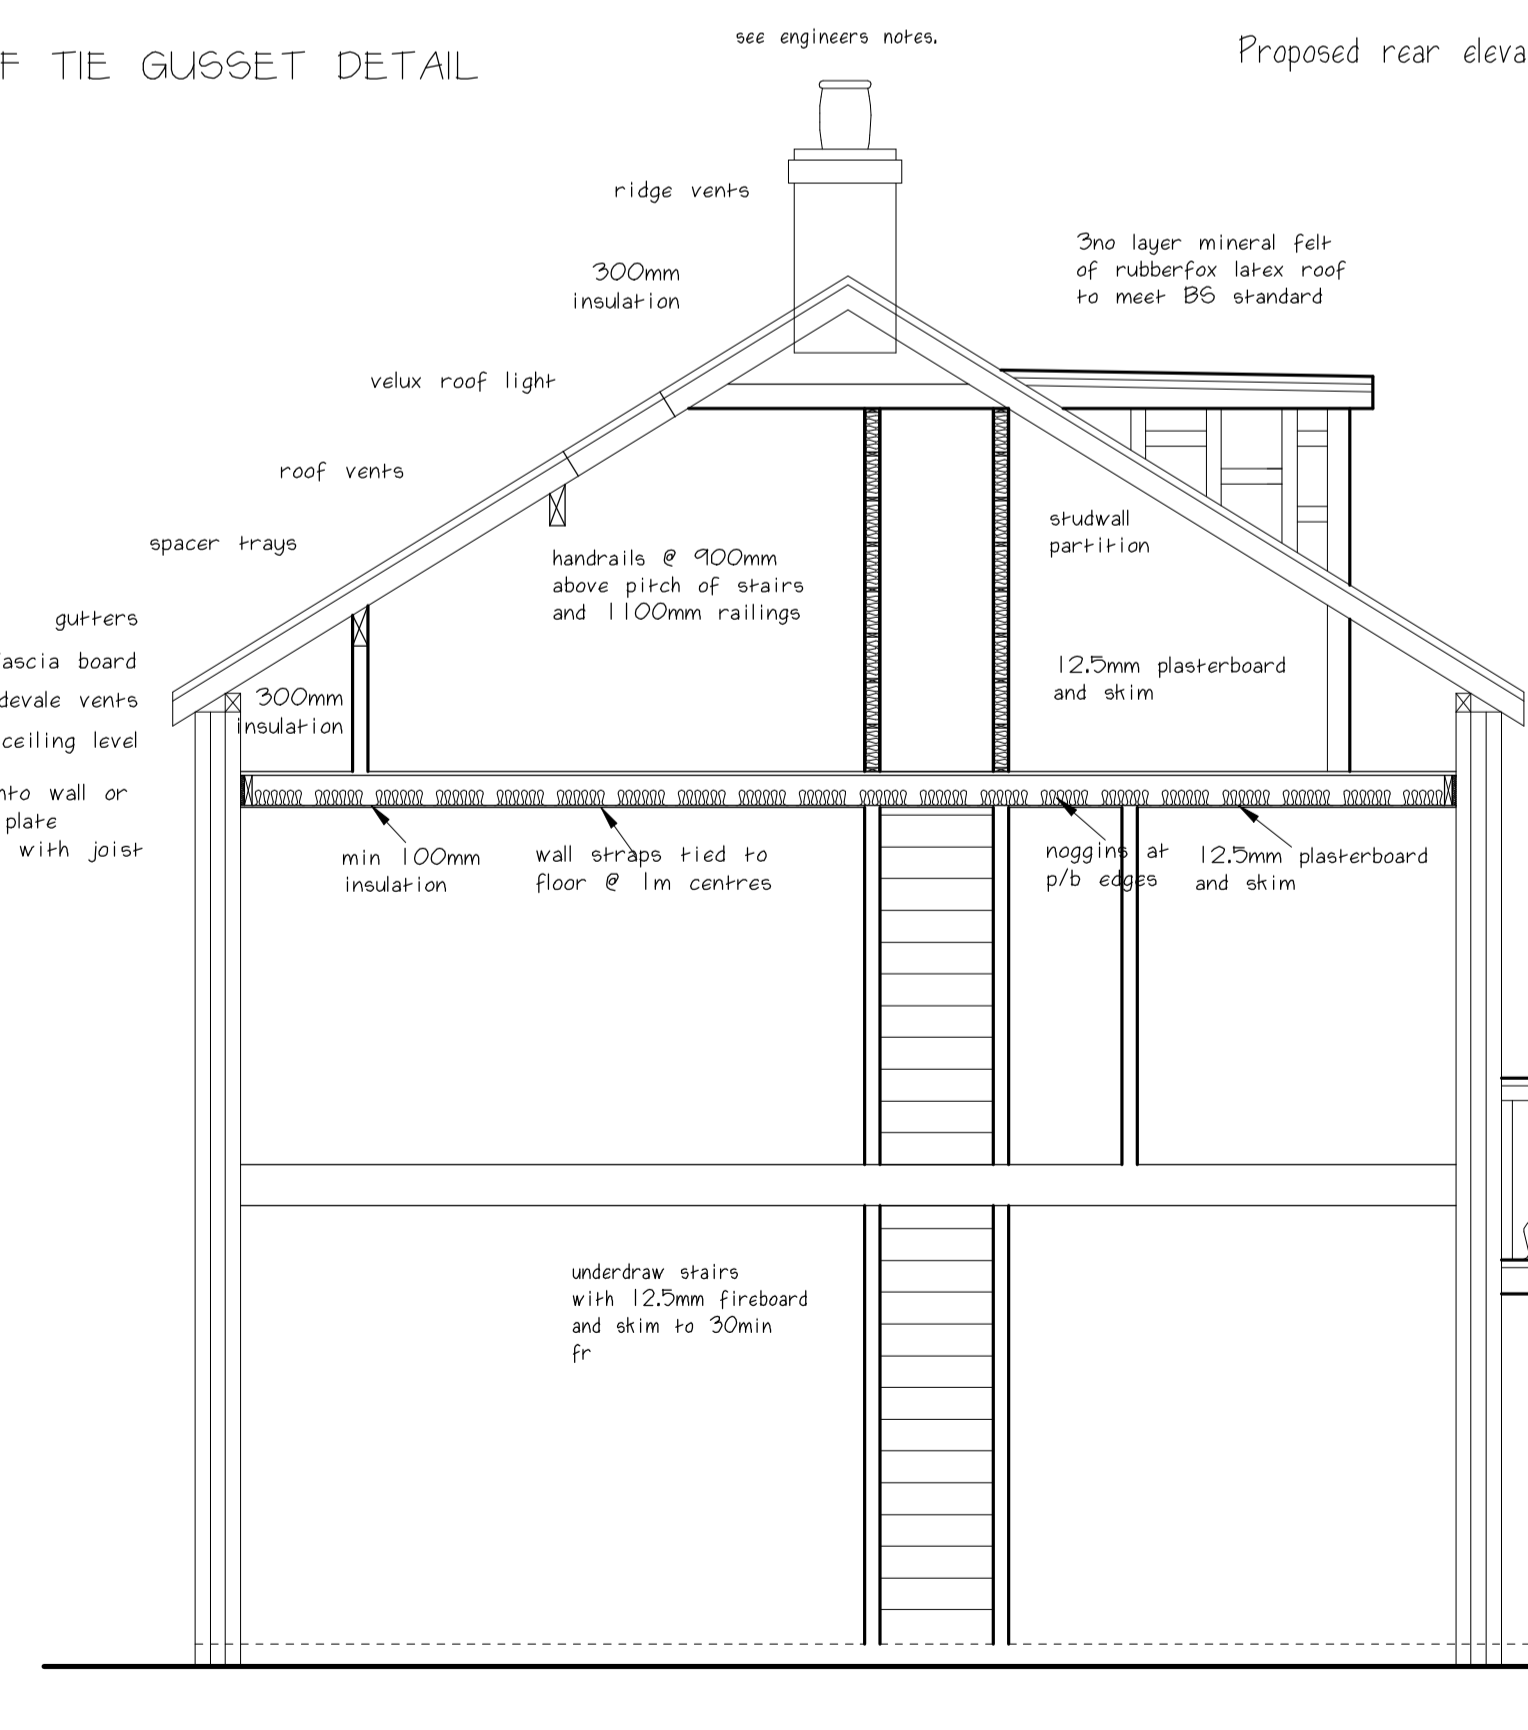 F TIE GUSSET DETAIL
see engineers notes.
Proposed rear eleva
ridge vents
300mm
insulation
3no layer mineral felt
of rubberfox latex roof
to meet BS standard
velux roof light
roof vents
spacer trays
handrails @ 900mm
above pitch of stairs
and 1100mm railings
studwall
partition
gutters
ascia board
devale vents
ceiling level
nto wall or
plate
with joist
300mm
insulation
12.5mm plasterboard
and skim
min 100mm
insulation
wall straps tied to
floor @ 1m centres
noggins at
p/b edges
12.5mm plasterboard
and skim
underdraw stairs
with 12.5mm fireboard
and skim to 30min
fr